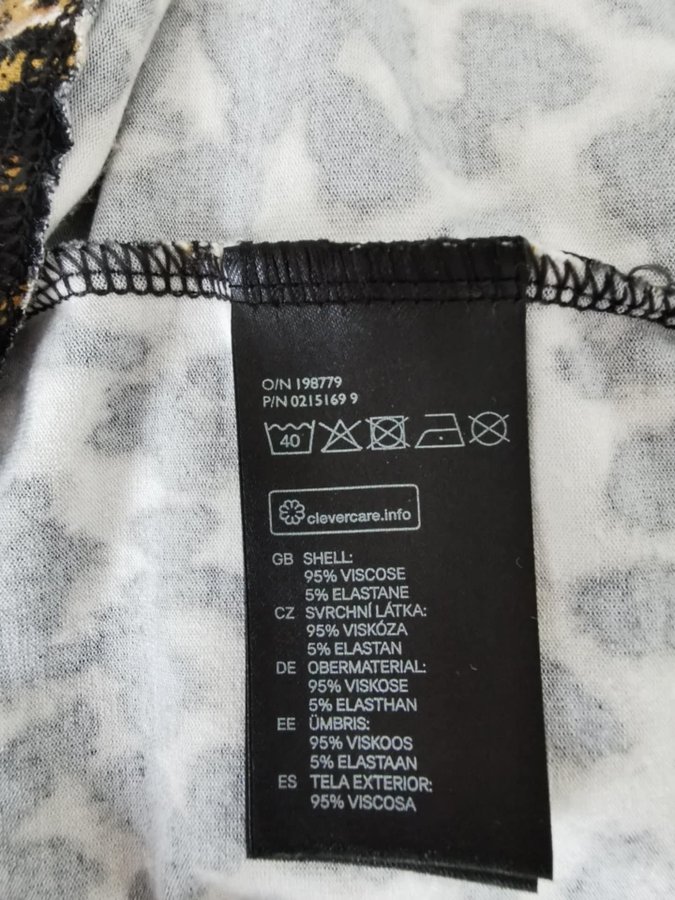 O/N 198779
P/N 0215169 9
40
clevercare.info
GB SHELL:
95% VISCOSE
5% ELASTANE
CZ SVRCHNÍ LÁTKA:
95% VISKÓZA
5% ELASTAN
DE OBERMATERIAL:
95% VISKOSE
5% ELASTHAN
EE ÜMBRIS:
95% VISKOOS
5% ELASTAAN
ES TELA EXTERIOR:
95% VISCOSA